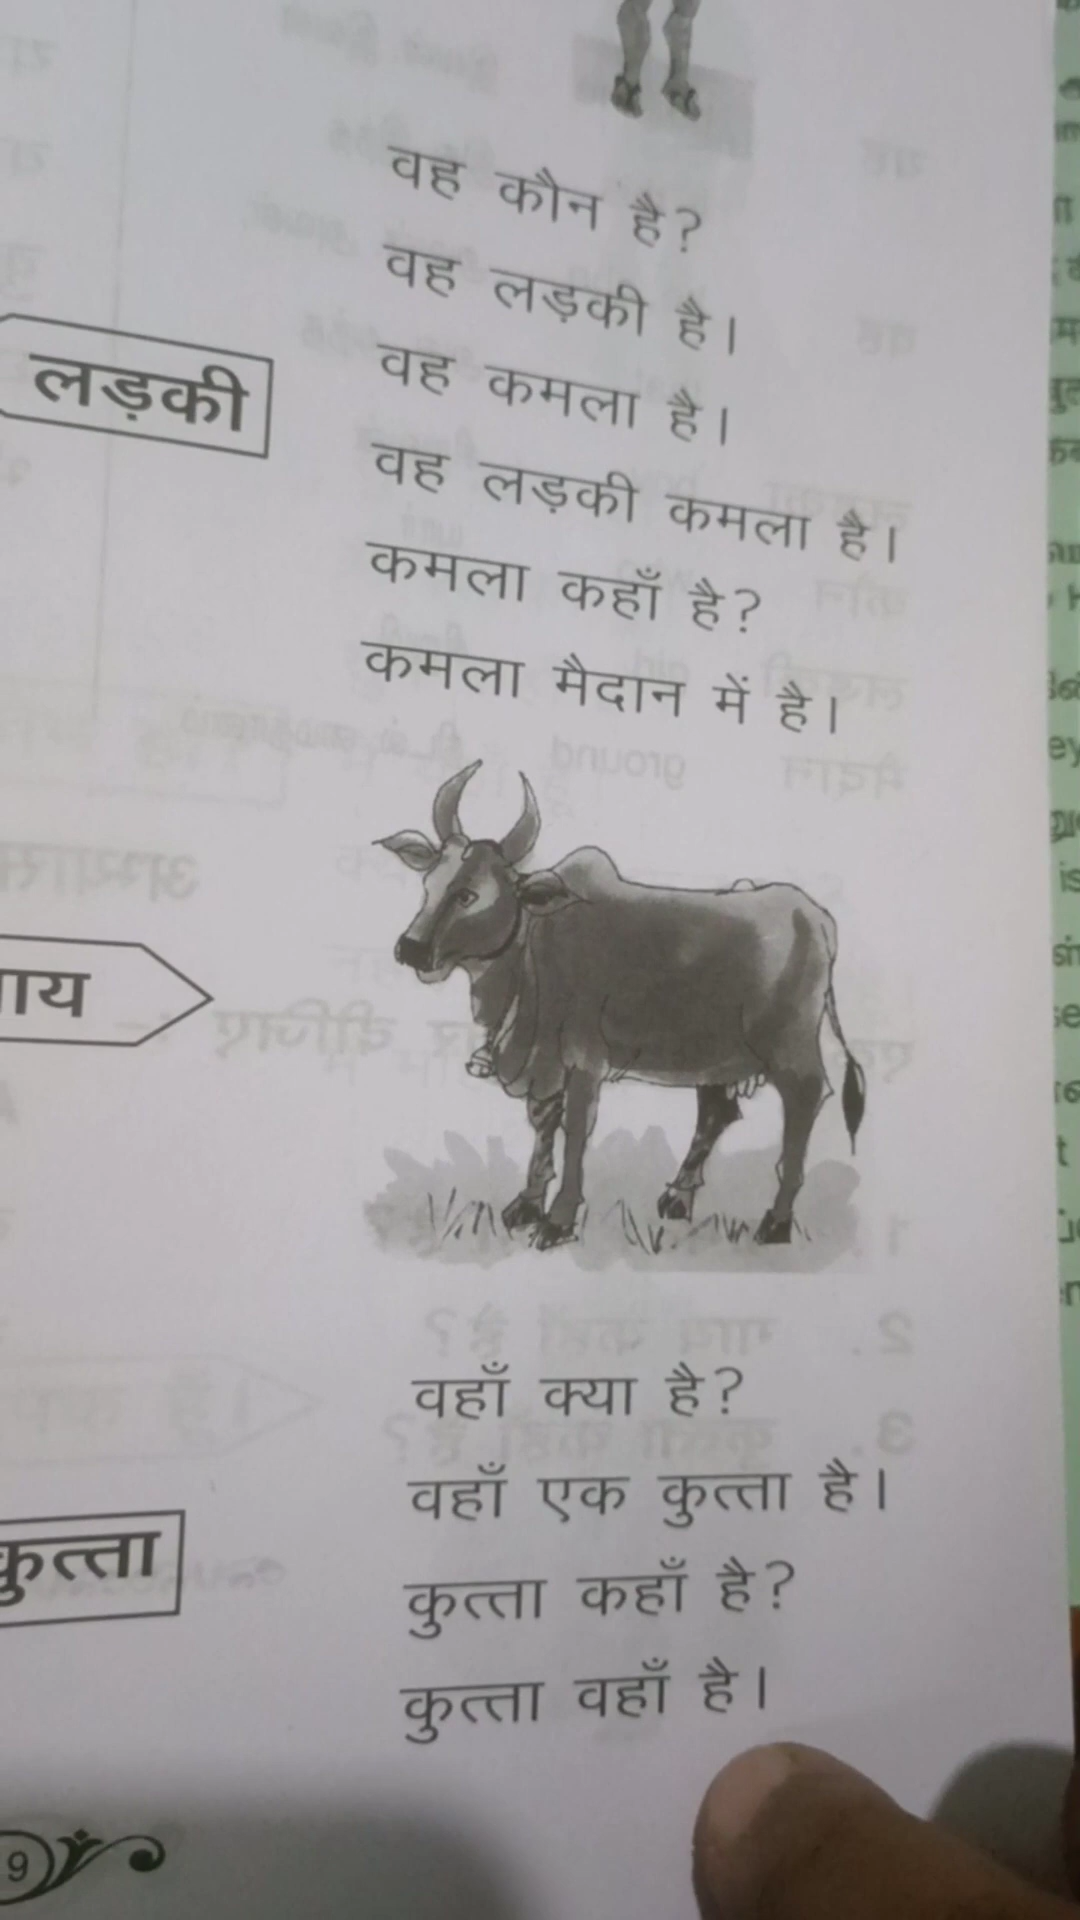 वह कौन है?
वह लड़की है।
वह कमला है।
लड़की
वह लड़की कमला है।
कमला कहाँ है?
कमला मैदान में है।
वहाँ क्या है?
वहाँ एक कुत्ता है।
कुत्ता
कुत्ता कहाँ है?
कुत्ता वहाँ है।
9